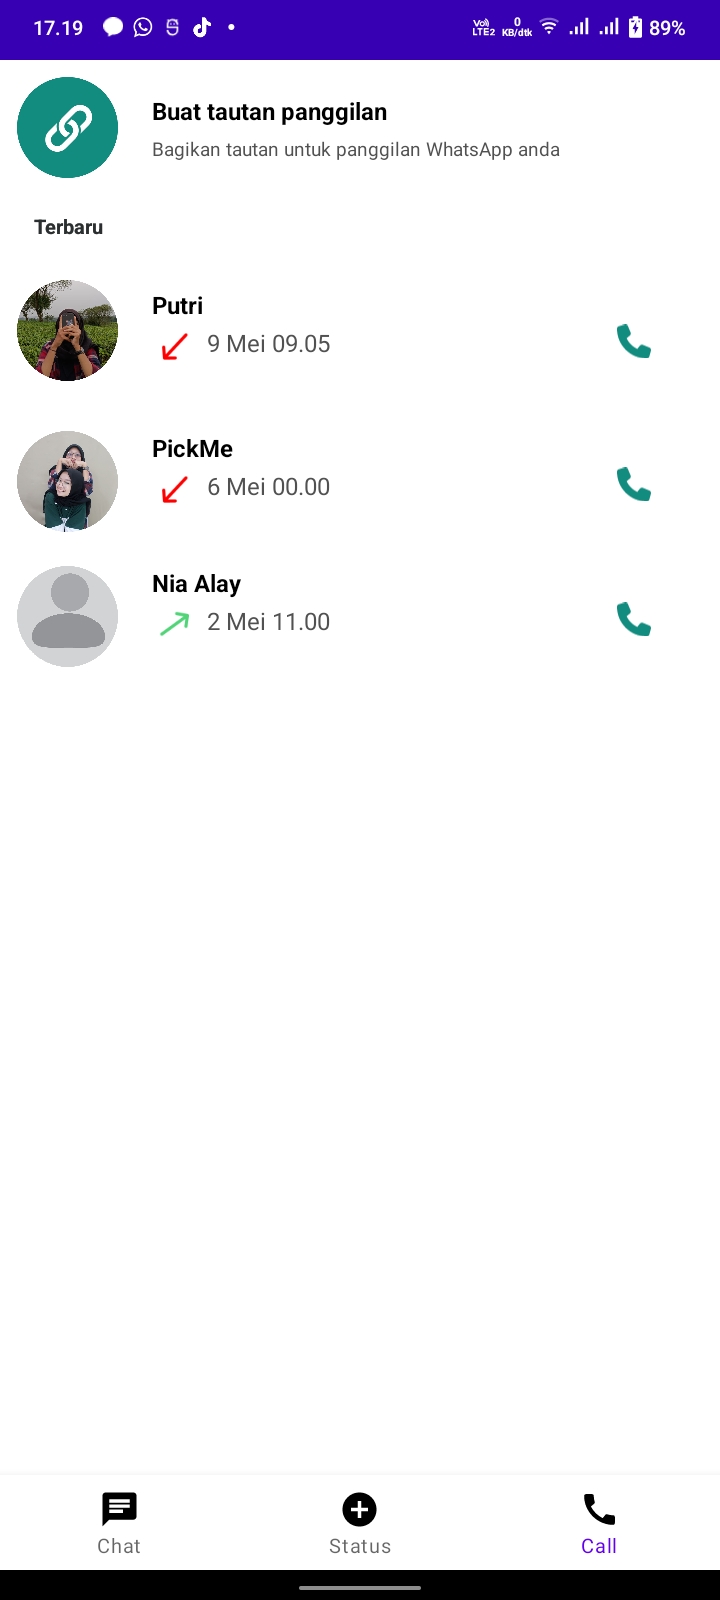 17.19
Vo)) LTE2 0 KB/dtk 89%
Buat tautan panggilan
Bagikan tautan untuk panggilan WhatsApp anda
Terbaru
Putri
9 Mei 09.05
PickMe
6 Mei 00.00
Nia Alay
2 Mei 11.00
Chat Status Call